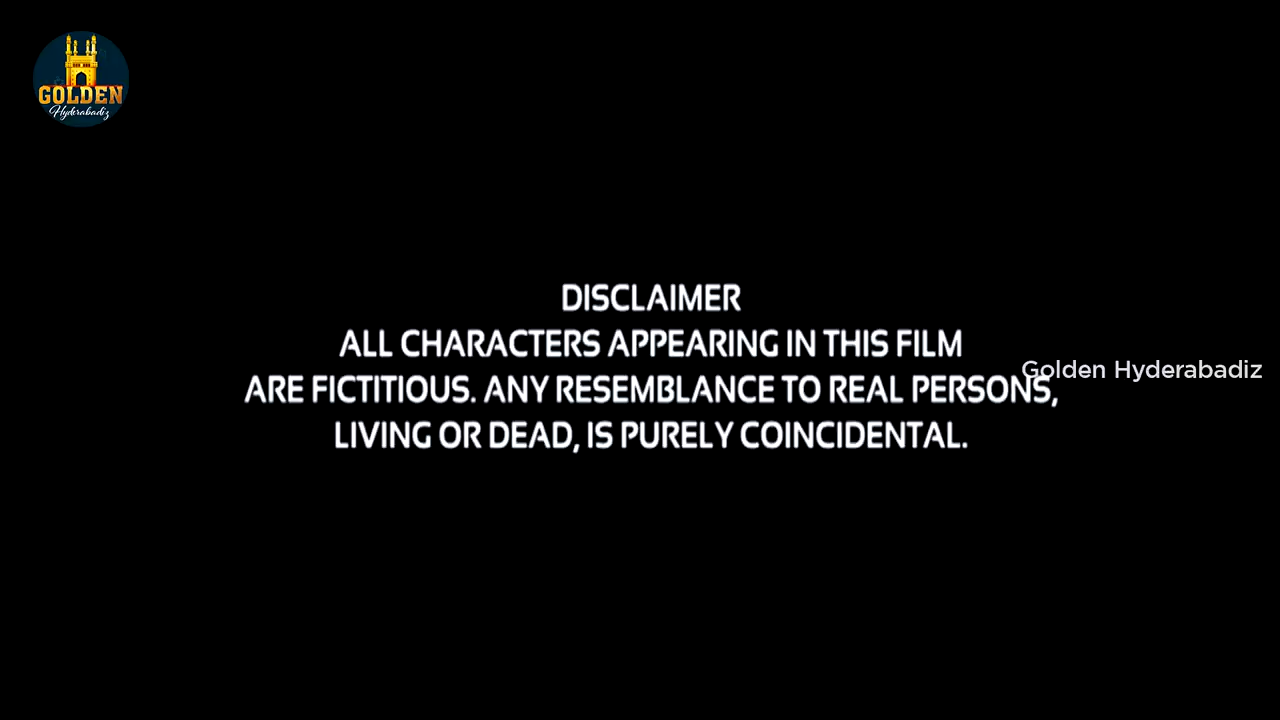 GOLDEN
Hyderabadiz
DISCLAIMER
ALL CHARACTERS APPEARING IN THIS FILM
ARE FICTITIOUS. ANY RESEMBLANCE TO REAL PERSONS,
LIVING OR DEAD, IS PURELY COINCIDENTAL.
Golden Hyderabadiz